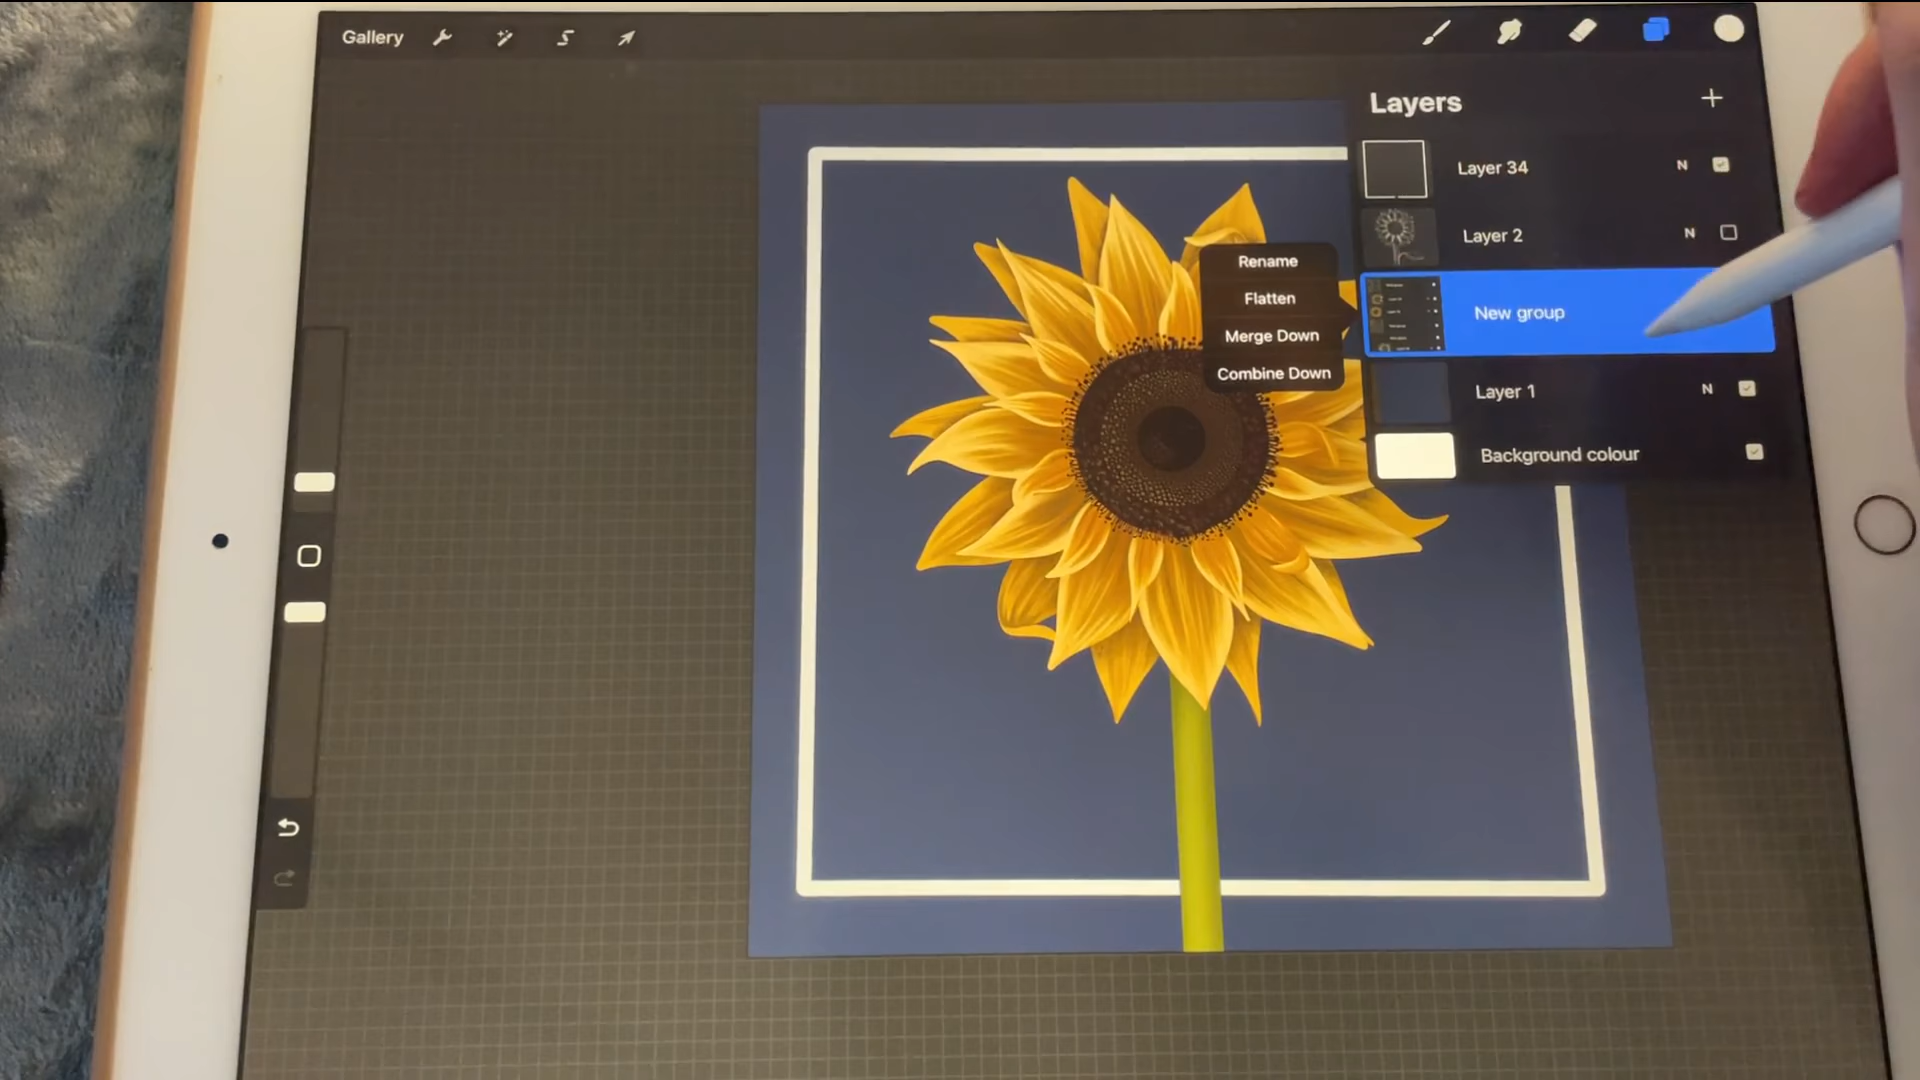 Gallery
Layers
Layer 34 N
Layer 2 N
Rename
Flatten
Merge Down
Combine Down
New group
Layer 1 N
Background colour